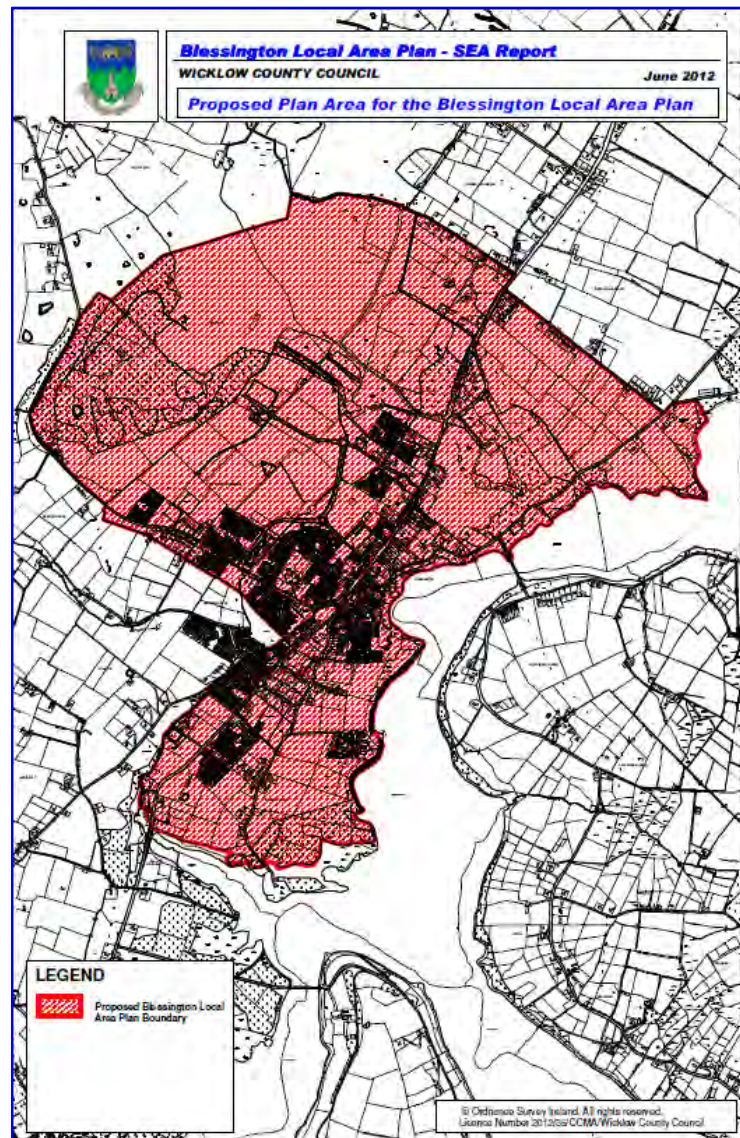 Blessington Local Area Plan - SEA Report
WICKLOW COUNTY COUNCIL
June 2012
Proposed Plan Area for the Blessington Local Area Plan
LEGEND
Proposed Blessington Local
Area Plan Boundary
© Ordnance Survey Ireland. All rights reserved.
Licence Number 2012/35/CCMA/Wicklow County Council